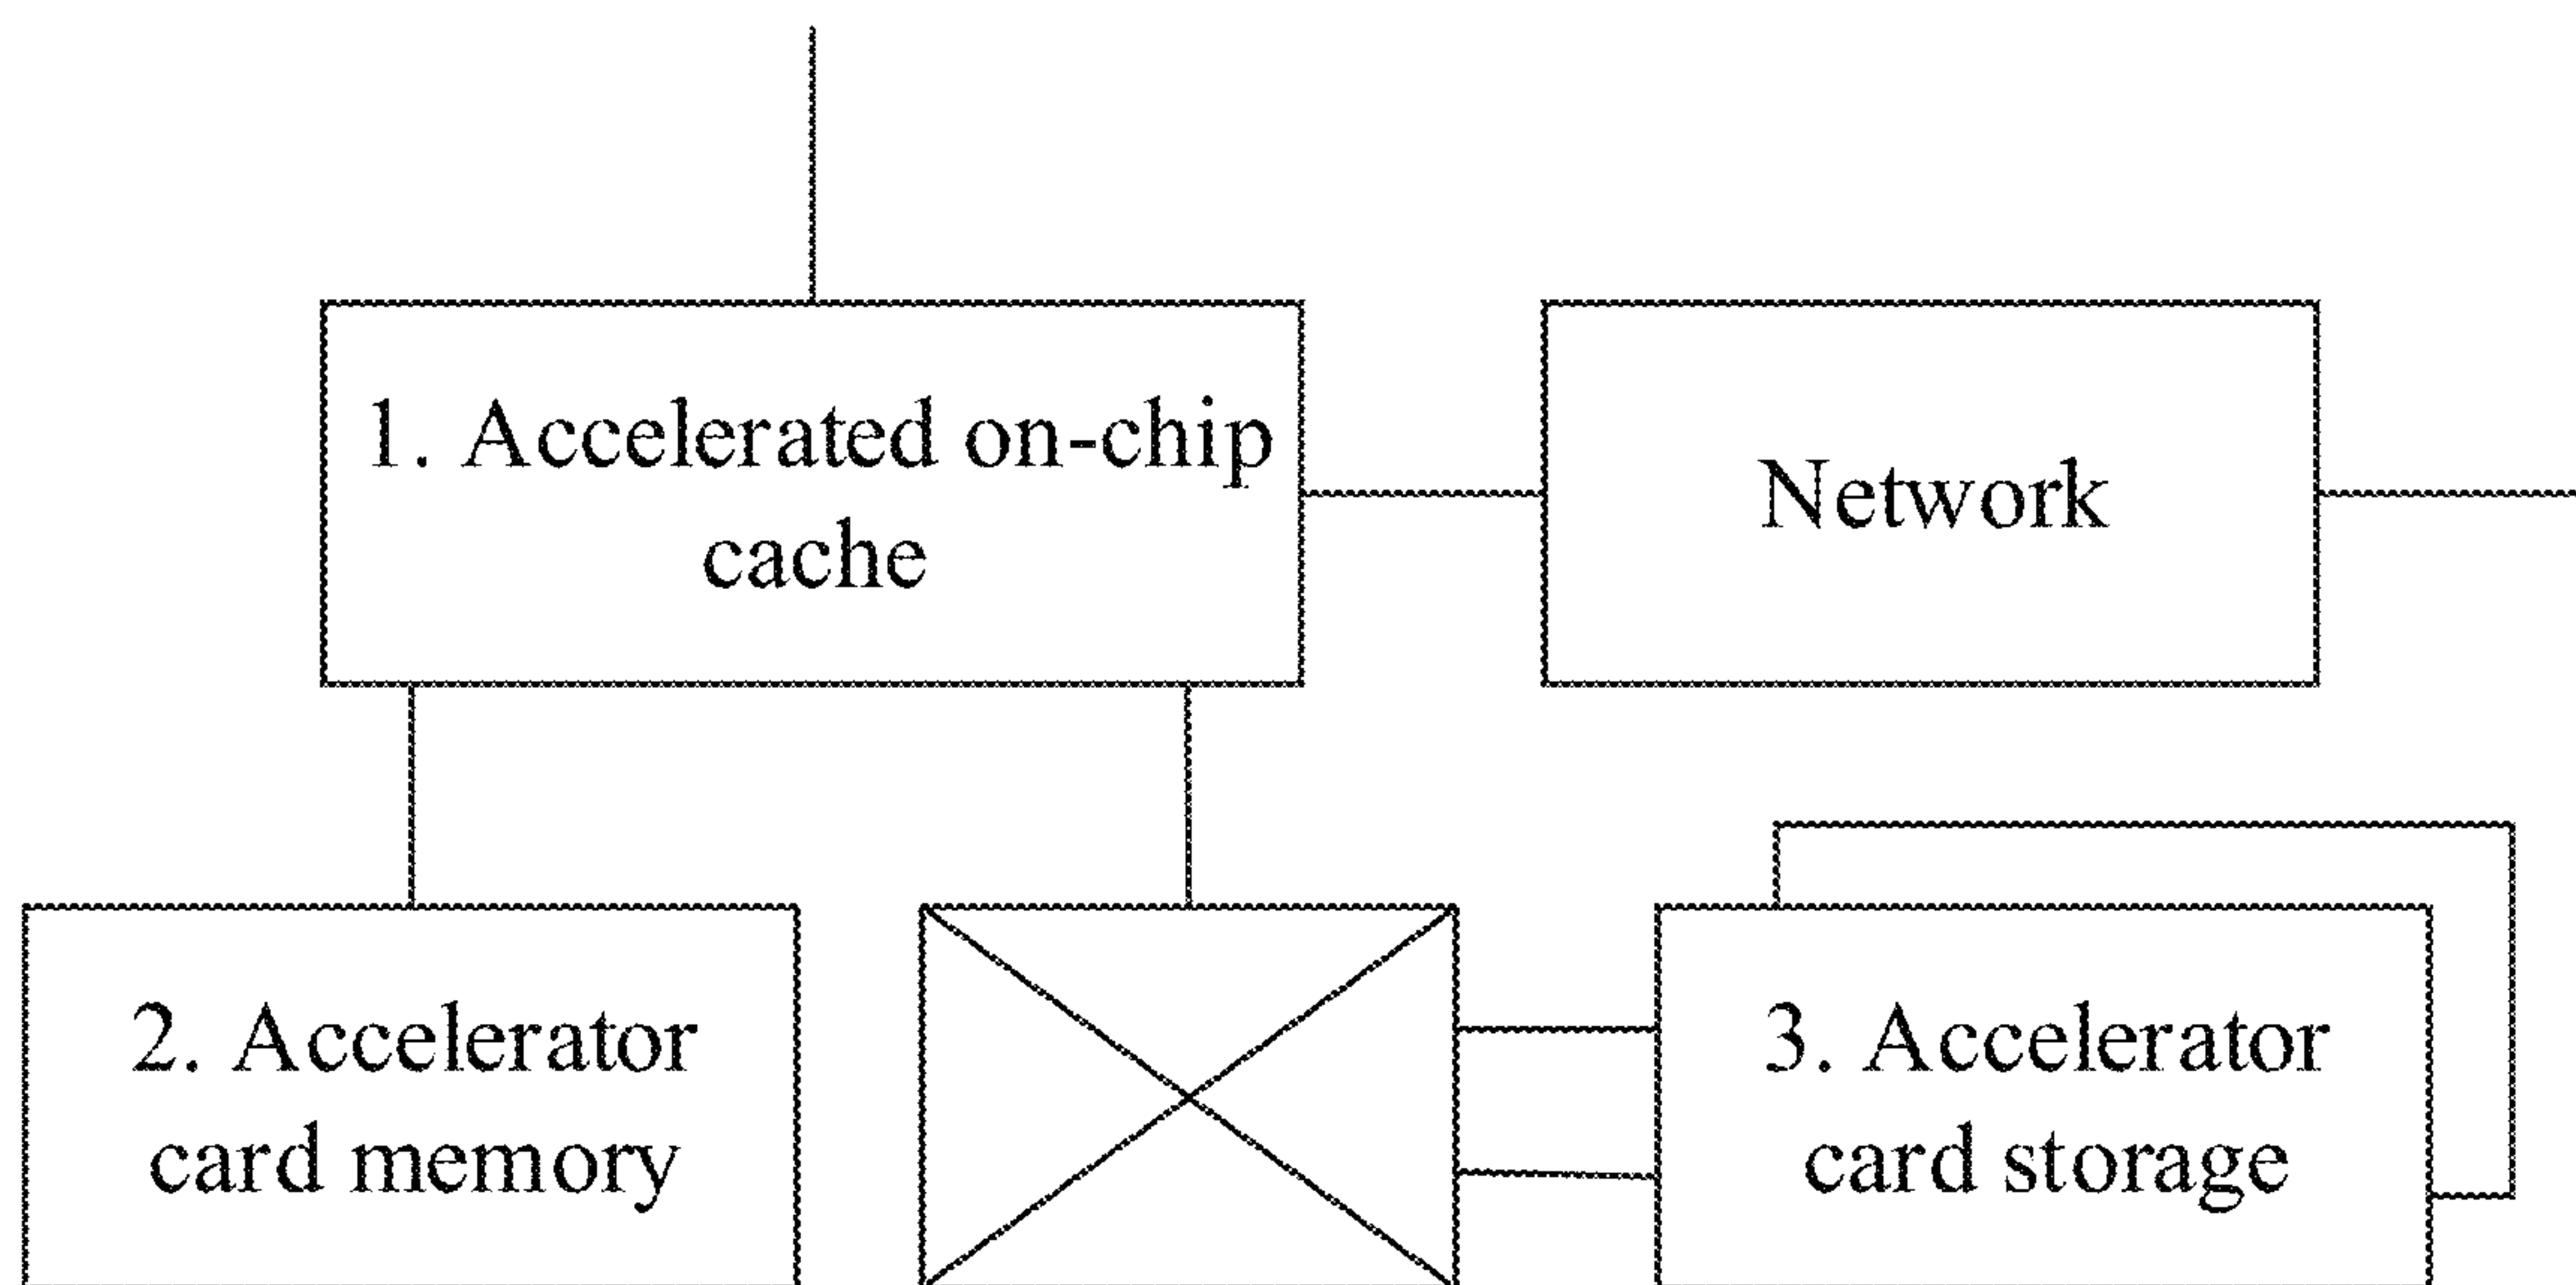 1. Accelerated on-chip
cache
Network
2. Accelerator
card memory
3. Accelerator
card storage